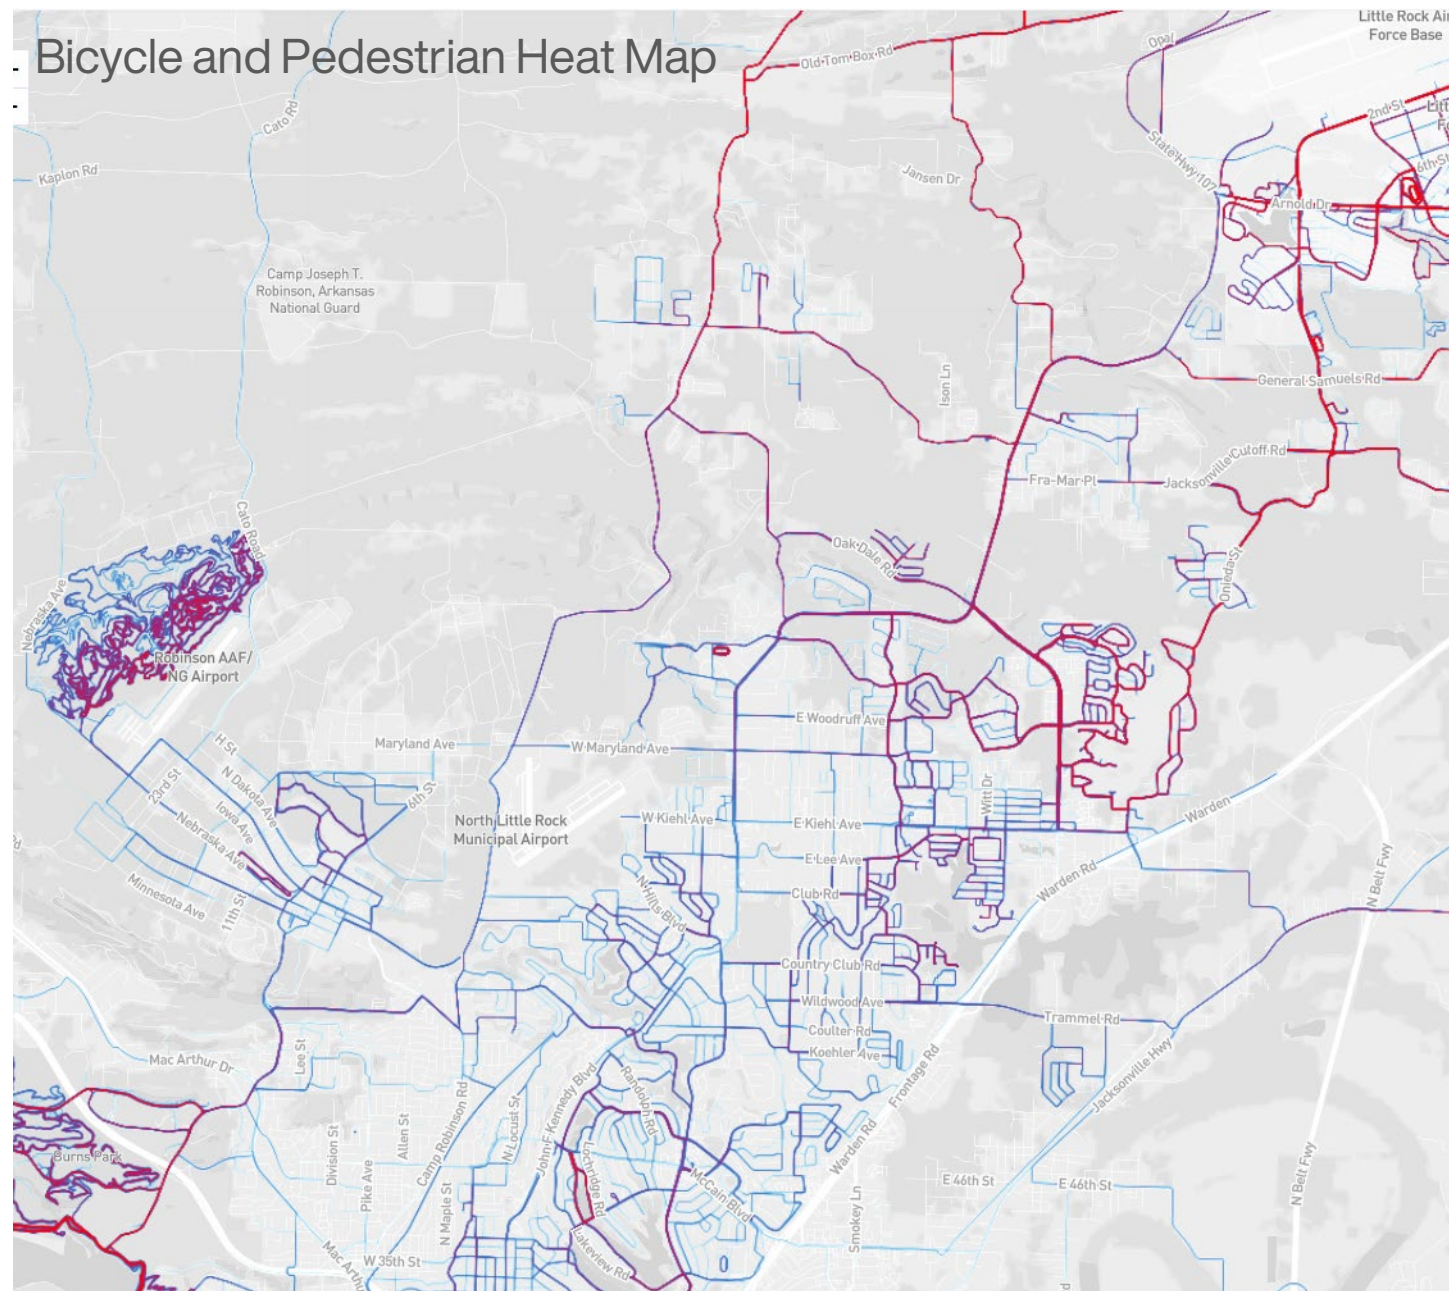 Bicycle and Pedestrian Heat Map
Little Rock Air
Force Base
Opal
Old Tom Box Rd
Cato Rd
2nd St
Kaplon Rd
State Hwy 107
Jansen Dr
6th St
Arnold Dr
Camp Joseph T.
Robinson, Arkansas
National Guard
Ison Ln
General Samuels Rd
Jacksonville Cutoff Rd
Fra-Mar Pl
Cato Road
Oak Dale Rd
Onieda St
Nebraska Ave
Robinson AAF/
NG Airport
E Woodruff Ave
H St
Maryland Ave
W Maryland Ave
23rd St
N Dakota Ave
6th St
Witt Dr
Iowa Ave
North Little Rock
Municipal Airport
W Kiehl Ave
E Kiehl Ave
Warden
Nebraska Ave
E Lee Ave
N Belt Fwy
Minnesota Ave
11th St
N Hills Blvd
Club Rd
Warden Rd
Country Club Rd
Wildwood Ave
Trammel Rd
Coulter Rd
Koehler Ave
Mac Arthur Dr
Lee St
Frontage Rd
Jacksonville Hwy
Randolph Rd
John F Kennedy Blvd
N Locust St
Camp Robinson Rd
Allen St
Division St
Burns Park
Lochridge Rd
Warden Rd
Pike Ave
McCain Blvd
E 46th St
E 46th St
N Belt Fwy
N Maple St
Smokey Ln
Lakeview Rd
W 35th St
Mac Arthu